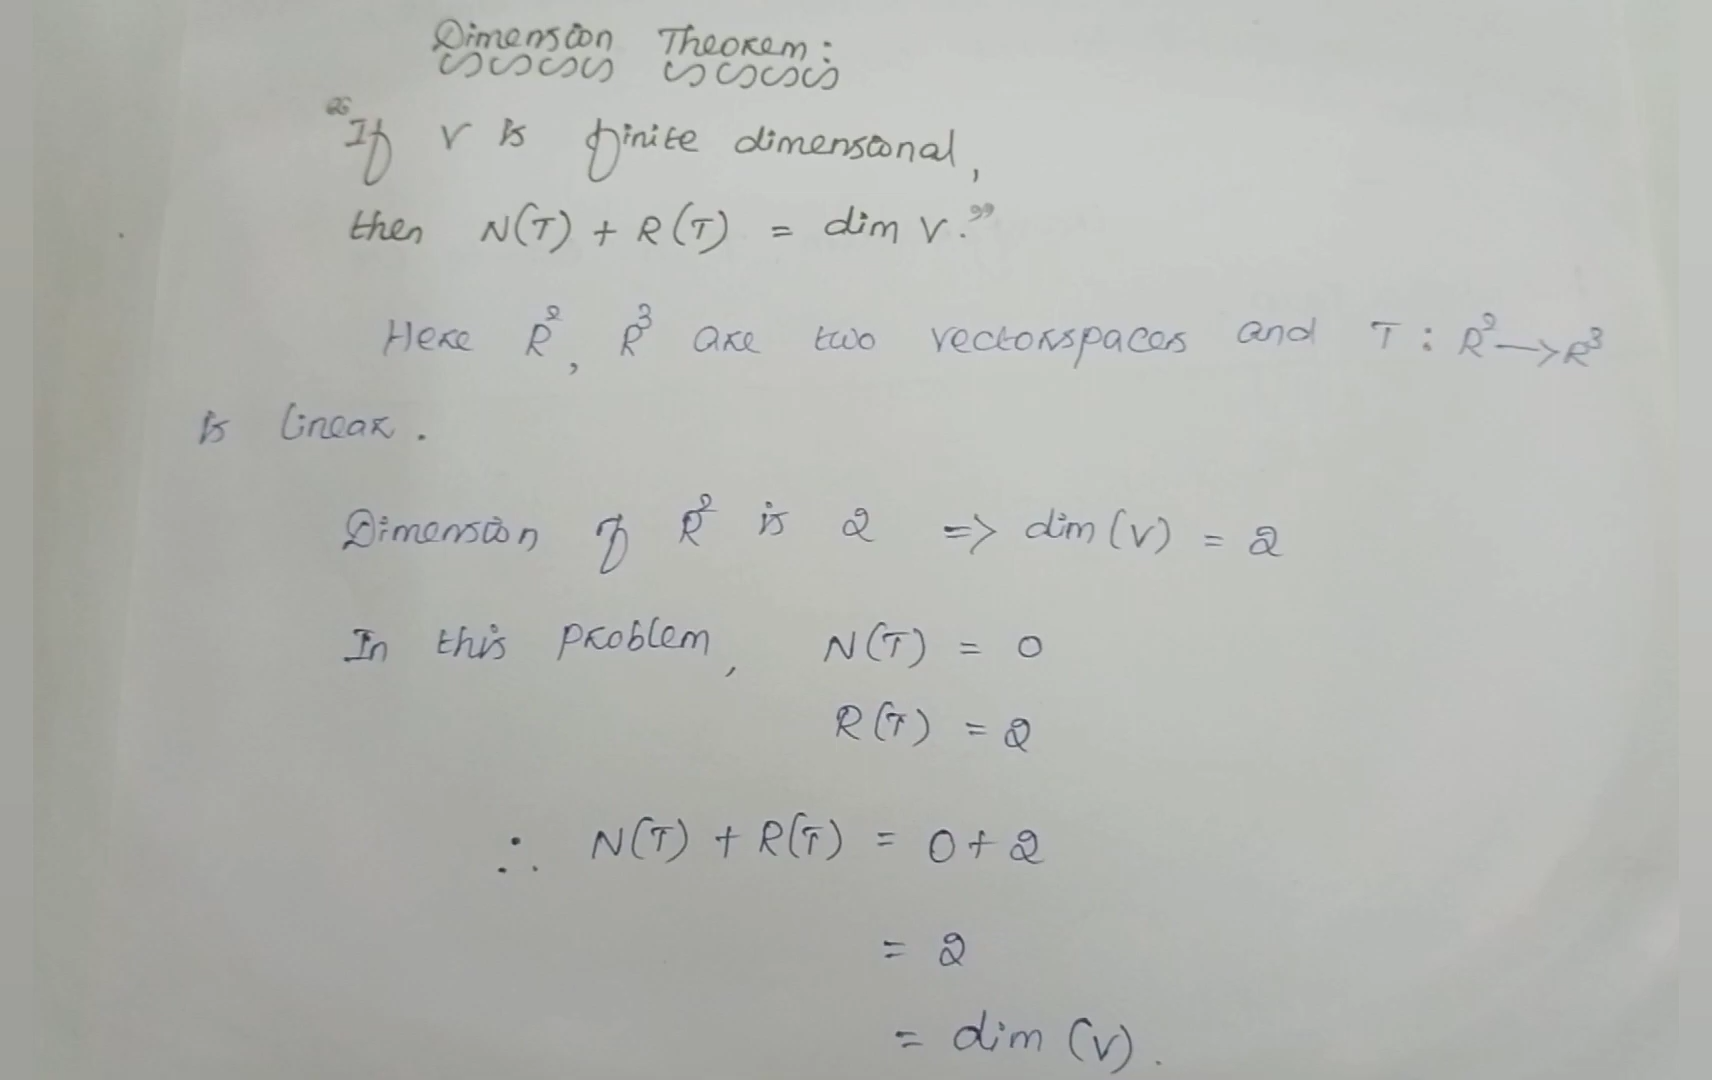 Dimension Theorem:
"If V is finite dimensional,
then N(T) + R(T) = dim V."
Here R², R³ are two vectorspaces and T : R² → R³
is linear.
Dimension of R² is 2 => dim (V) = 2
In this problem, N(T) = 0
R(T) = 2
∴ N(T) + R(T) = 0 + 2
= 2
= dim (V).